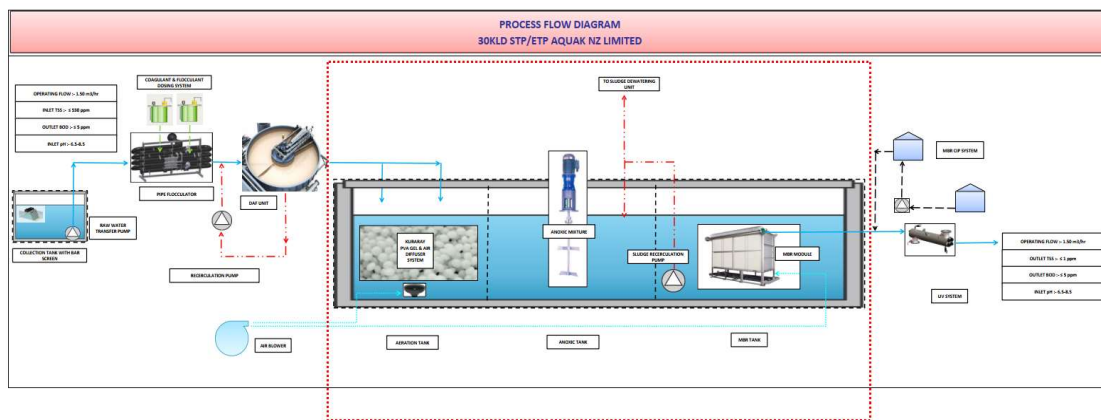 PROCESS FLOW DIAGRAM
30KLD STP/ETP AQUAK NZ LIMITED
OPERATING FLOW :- 1.50 m3/hr
INLET TSS :- ≤ 550 ppm
OUTLET BOD :- ≤ 5 ppm
INLET pH :- 6.5-8.5
COAGULANT & FLOCCULANT
DOSING SYSTEM
PIPE FLOCCULATOR
DAF UNIT
RAW WATER
TRANSFER PUMP
COLLECTION TANK WITH BAR
SCREEN
RECIRCULATION PUMP
AIR BLOWER
TO SLUDGE DEWATERING
UNIT
KURARAY
PVA GEL & AIR
DIFFUSER
SYSTEM
ANOXIC MIXTURE
SLUDGE RECIRCULATION
PUMP
MBR MODULE
AERATION TANK
ANOXIC TANK
MBR TANK
MBR CIP SYSTEM
UV SYSTEM
OPERATING FLOW :- 1.50 m3/hr
OUTLET TSS :- ≤ 1 ppm
OUTLET BOD :- ≤ 5 ppm
INLET pH :- 6.5-8.5